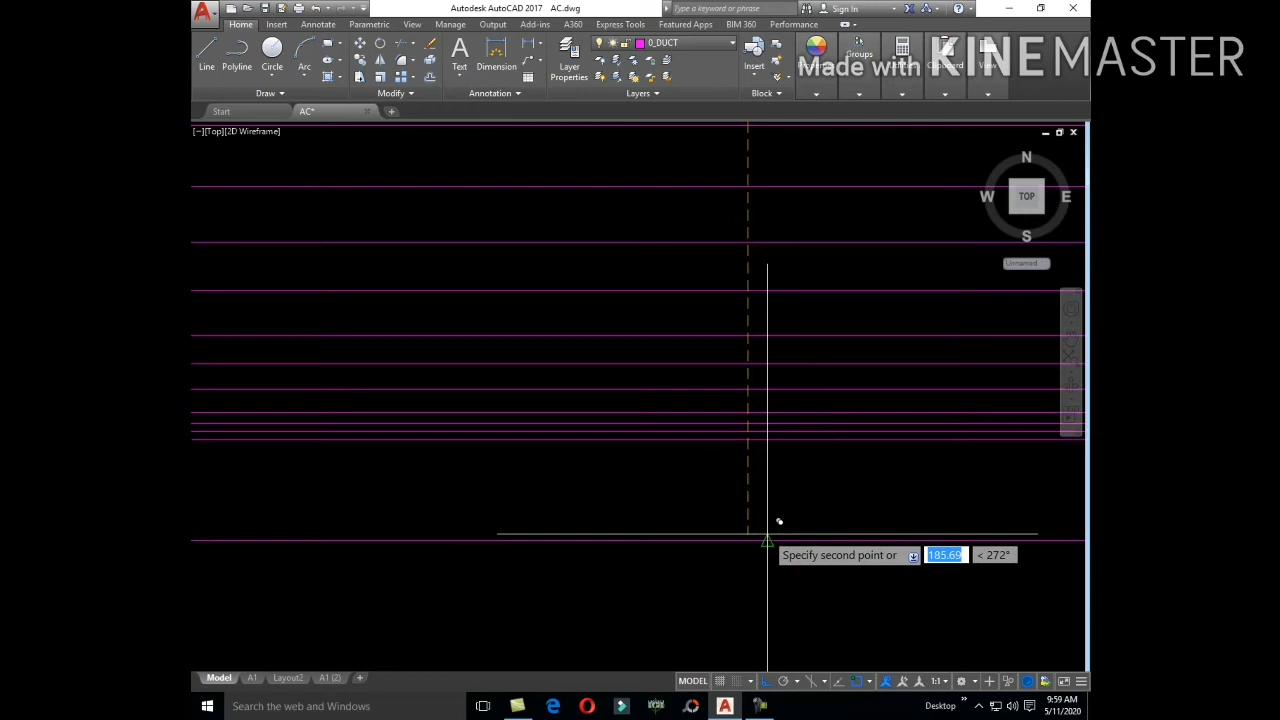 Autodesk AutoCAD 2017 AC.dwg
Type a keyword or phrase
Sign In
Home
Insert
Annotate
Parametric
View
Manage
Output
Add-ins
A360
Express Tools
Featured Apps
BIM 360
Performance
Line
Polyline
Circle
Arc
Text
Dimension
Layer
Properties
0_DUCT
Insert
Groups
Made with KINEMASTER
Draw
Modify
Annotation
Layers
Block
Start
AC*
[−][Top][2D Wireframe]
N
W
TOP
E
S
Unnamed
Specify second point or
185.69
< 272°
Model
A1
Layout2
A1 (2)
MODEL
1:1
Search the web and Windows
Desktop
9:59 AM
5/11/2020